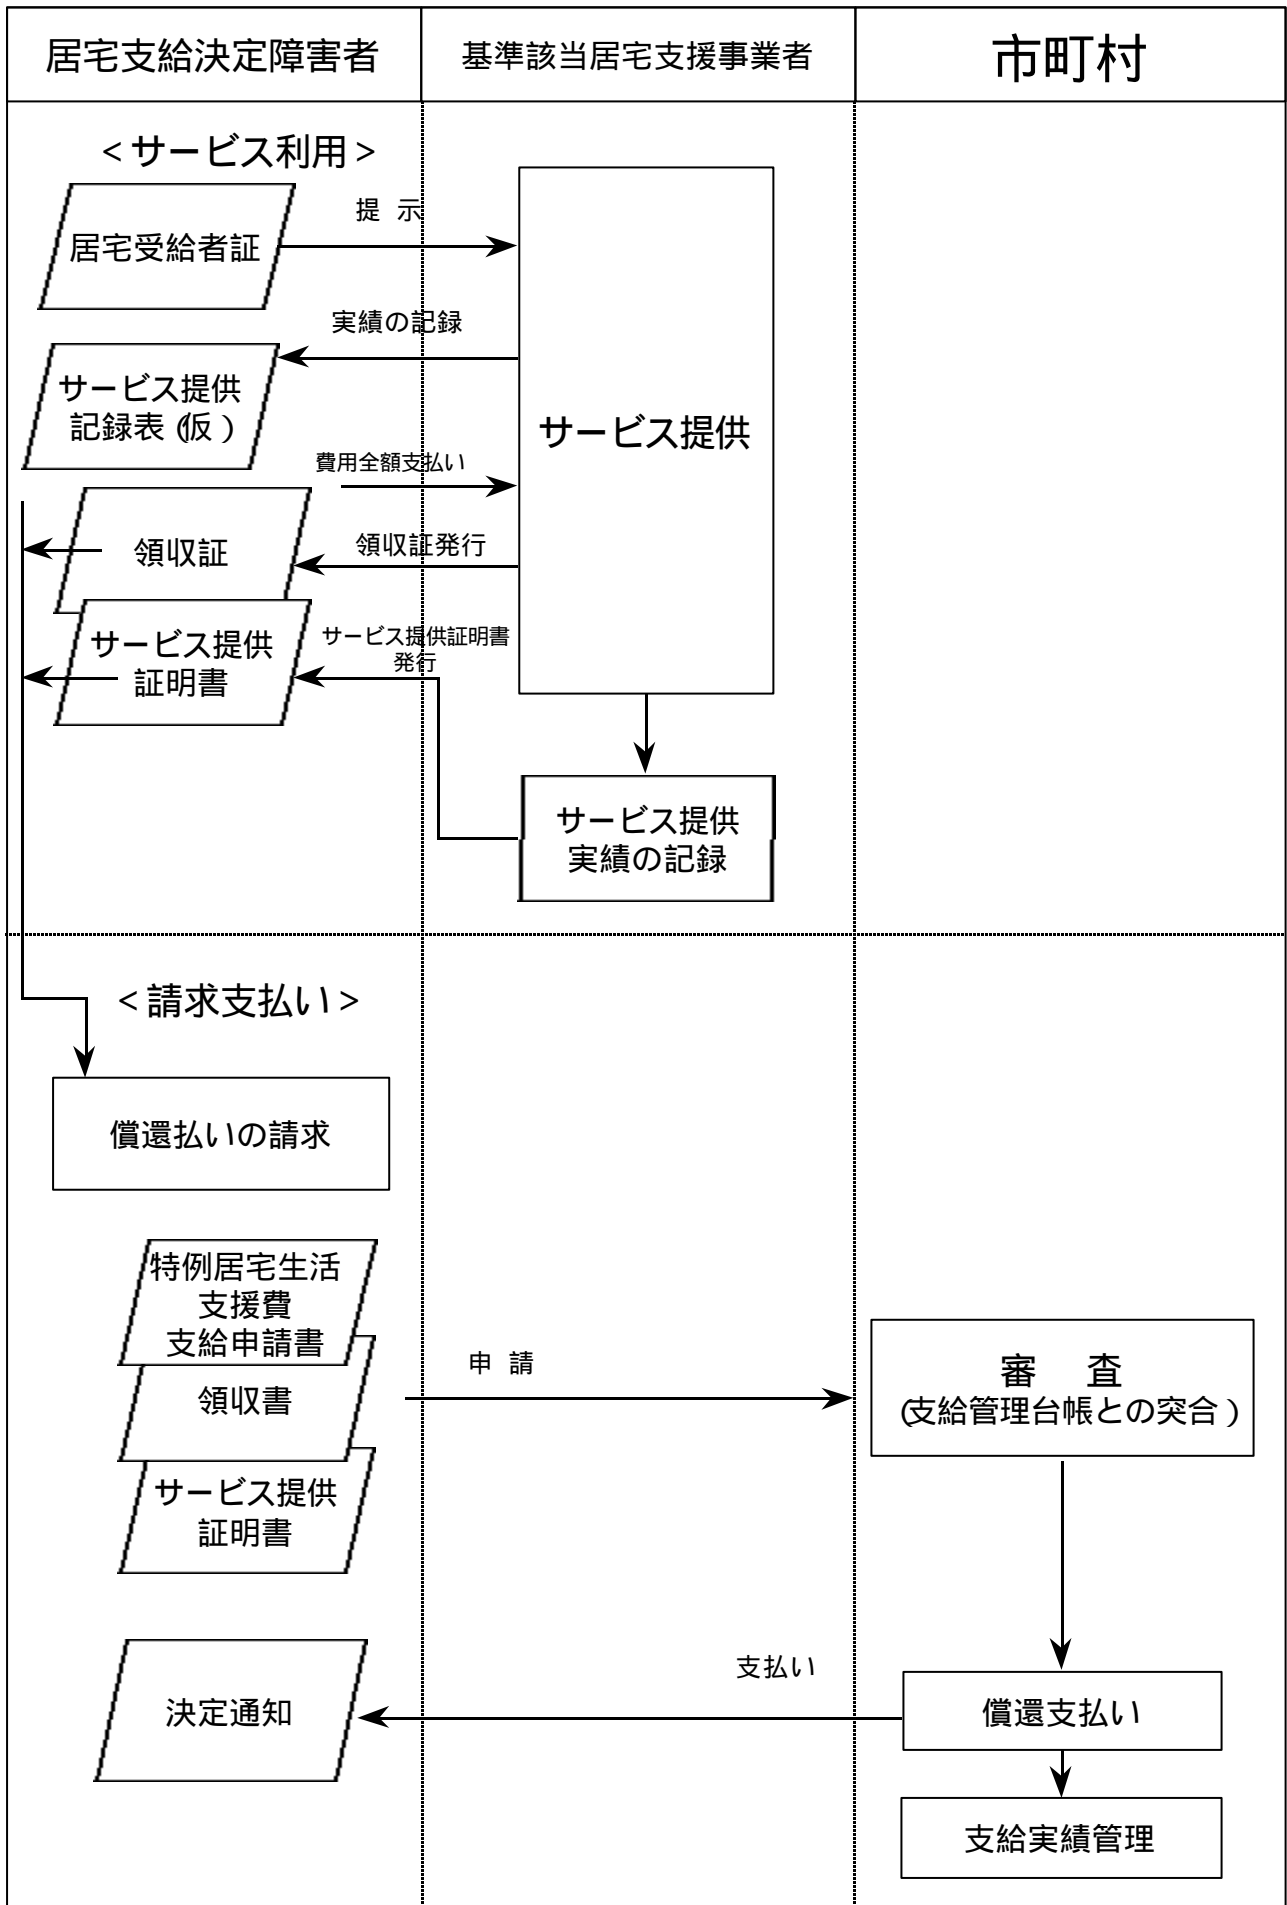 居宅支給決定障害者
基準該当居宅支援事業者
市町村
<サービス利用>
居宅受給者証
提 示
実績の記録
サービス提供
記録表(仮)
サービス提供
費用全額支払い
領収証
領収証発行
サービス提供
証明書
サービス提供証明書
発行
サービス提供
実績の記録
<請求支払い>
償還払いの請求
特例居宅生活
支援費
支給申請書
領収書
サービス提供
証明書
申 請
審 査
(支給管理台帳との突合)
支払い
決定通知
償還支払い
支給実績管理